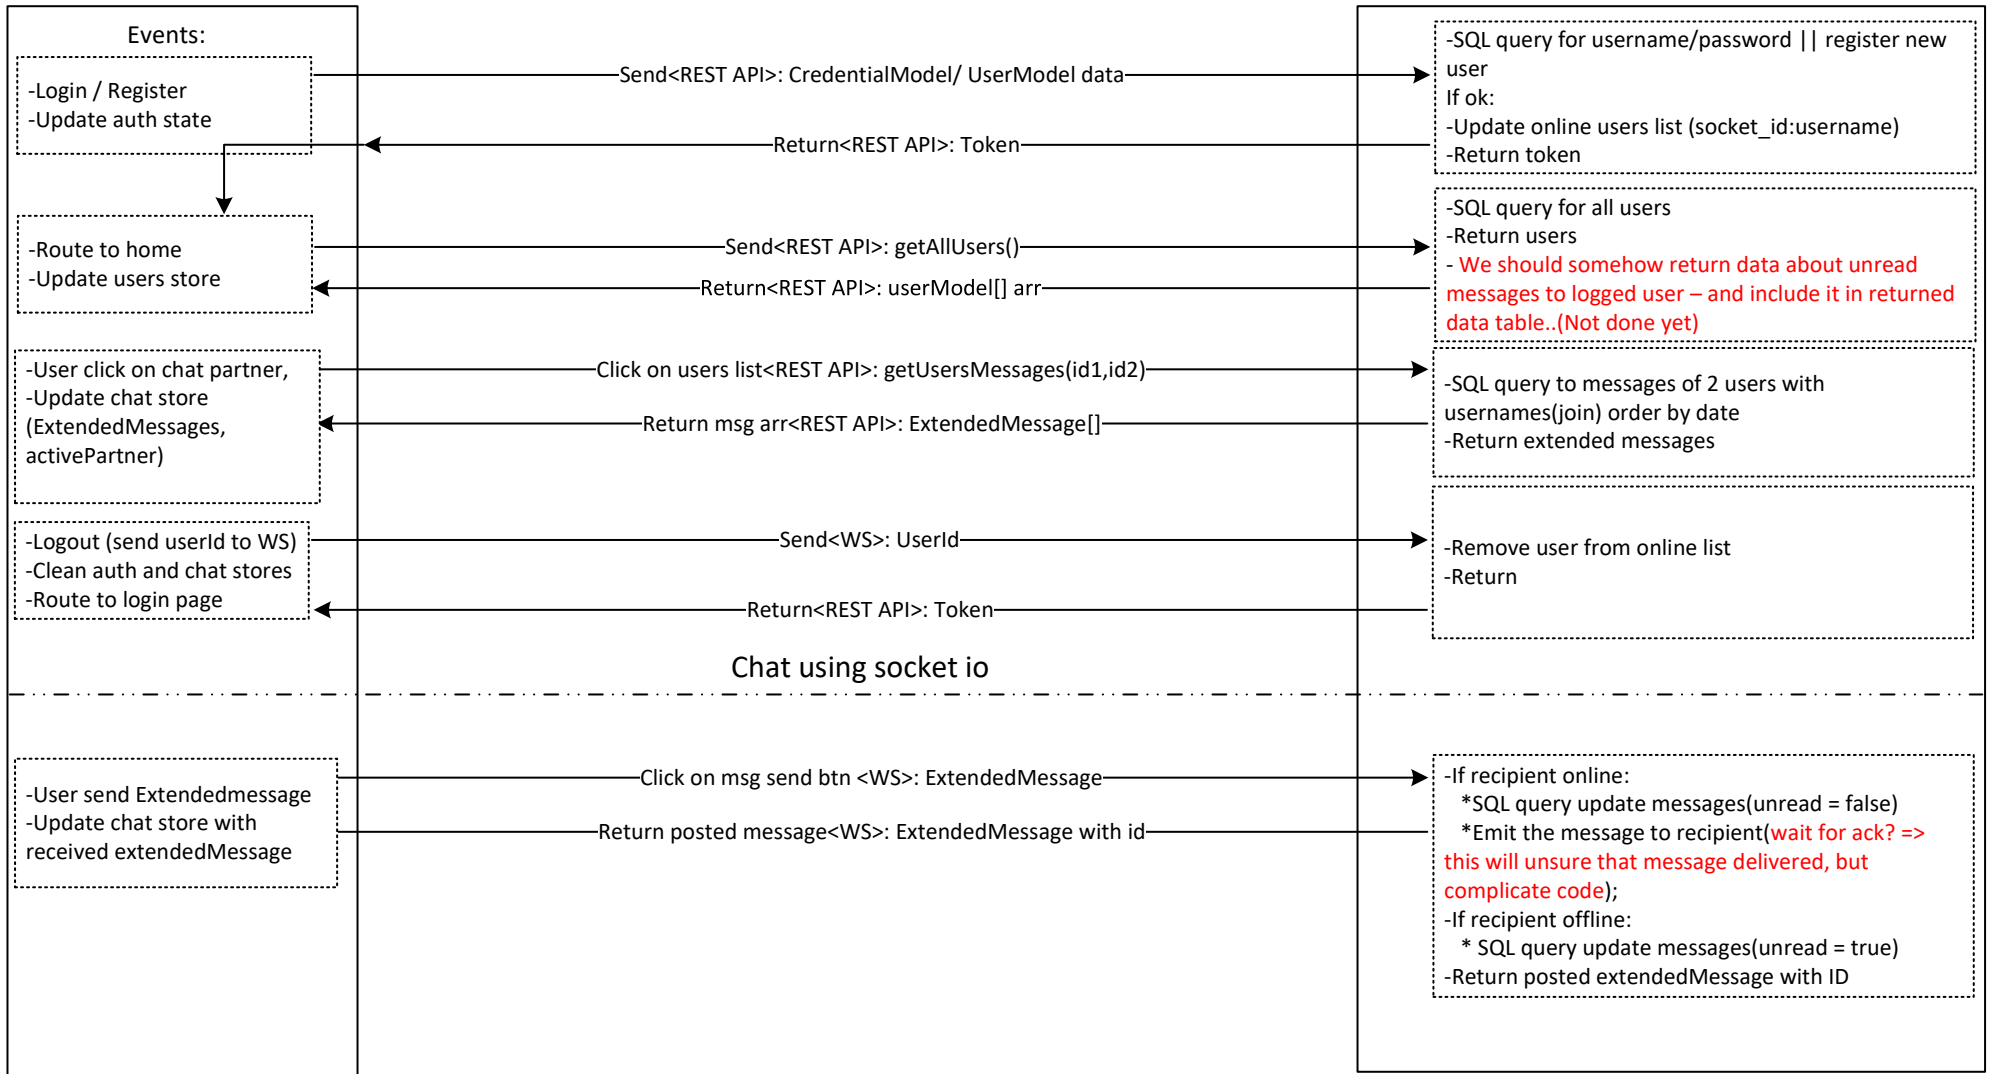 Events:
-Login / Register
-Update auth state
Send<REST API>: CredentialModel/ UserModel data
-SQL query for username/password || register new
user
If ok:
-Update online users list (socket_id:username)
-Return token
Return<REST API>: Token
-Route to home
-Update users store
Send<REST API>: getAllUsers()
Return<REST API>: userModel[] arr
-SQL query for all users
-Return users
- We should somehow return data about unread
messages to logged user – and include it in returned
data table..(Not done yet)
-User click on chat partner,
-Update chat store
(ExtendedMessages,
activePartner)
Click on users list<REST API>: getUsersMessages(id1,id2)
Return msg arr<REST API>: ExtendedMessage[]
-SQL query to messages of 2 users with
usernames(join) order by date
-Return extended messages
-Logout (send userId to WS)
-Clean auth and chat stores
-Route to login page
Send<WS>: UserId
Return<REST API>: Token
-Remove user from online list
-Return
Chat using socket io
-User send Extendedmessage
-Update chat store with
received extendedMessage
Click on msg send btn <WS>: ExtendedMessage
Return posted message<WS>: ExtendedMessage with id
-If recipient online:
*SQL query update messages(unread = false)
*Emit the message to recipient(wait for ack? =>
this will unsure that message delivered, but
complicate code);
-If recipient offline:
* SQL query update messages(unread = true)
-Return posted extendedMessage with ID